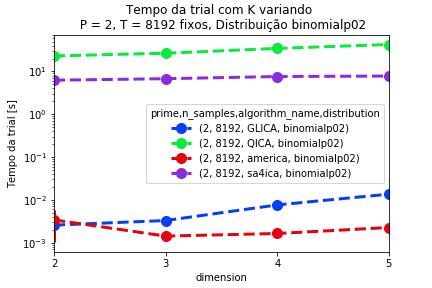 Tempo da trial com K variando
P = 2, T = 8192 fixos, Distribuição binomialp02
Tempo da trial [s]
10¹
10⁰
10⁻¹
10⁻²
10⁻³
prime,n_samples,algorithm_name,distribution
(2, 8192, GLICA, binomialp02)
(2, 8192, QICA, binomialp02)
(2, 8192, america, binomialp02)
(2, 8192, sa4ica, binomialp02)
2 3 4 5
dimension